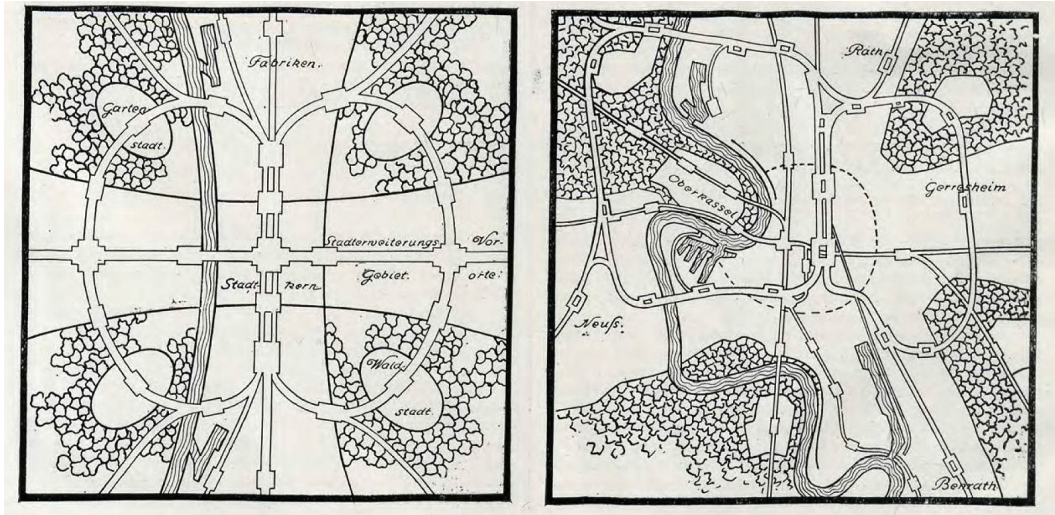 Fabriken.
Garten
stadt.
Stadterweiterungs
Vor-
Gebiet.
orte:
Stadt
kern
Wald
stadt.
Rath
Oberkassel
Gerresheim
Neuß.
Benrath